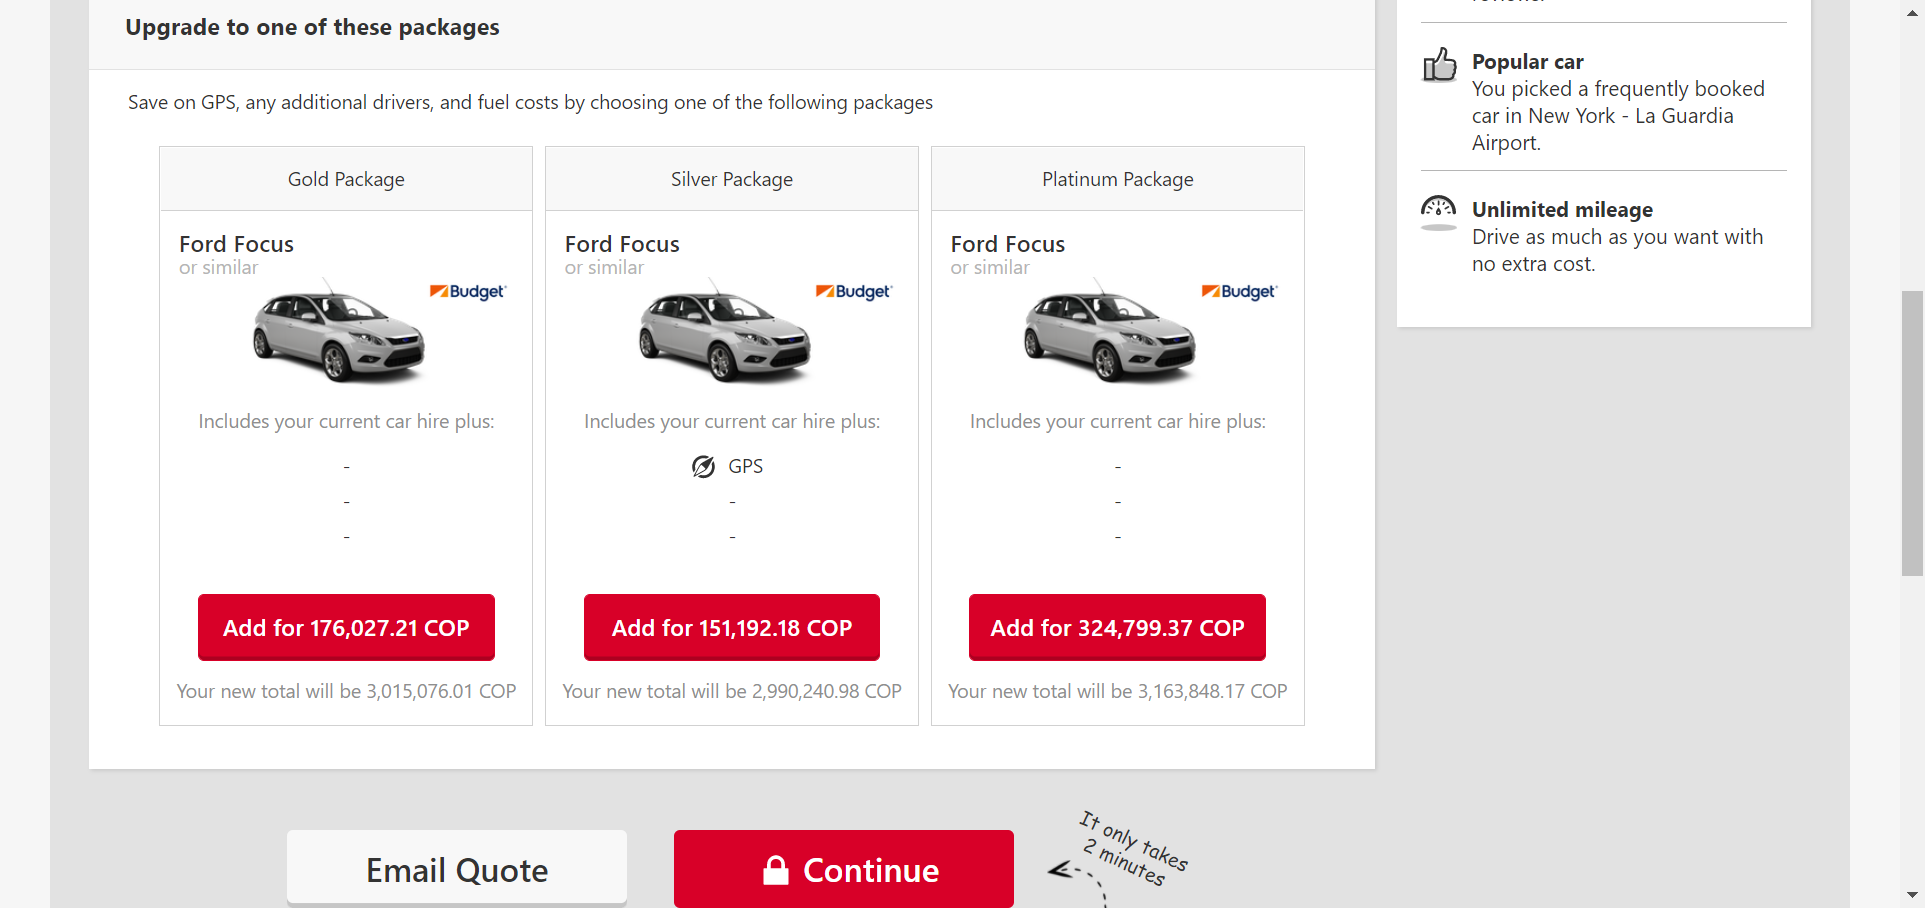 Upgrade to one of these packages
Save on GPS, any additional drivers, and fuel costs by choosing one of the following packages
Gold Package
Ford Focus
or similar
Budget
Includes your current car hire plus:
-
-
-
Add for 176,027.21 COP
Your new total will be 3,015,076.01 COP
Silver Package
Ford Focus
or similar
Budget
Includes your current car hire plus:
GPS
-
-
Add for 151,192.18 COP
Your new total will be 2,990,240.98 COP
Platinum Package
Ford Focus
or similar
Budget
Includes your current car hire plus:
-
-
-
Add for 324,799.37 COP
Your new total will be 3,163,848.17 COP
Email Quote
Continue
It only takes
2 minutes
Popular car
You picked a frequently booked
car in New York - La Guardia
Airport.
Unlimited mileage
Drive as much as you want with
no extra cost.